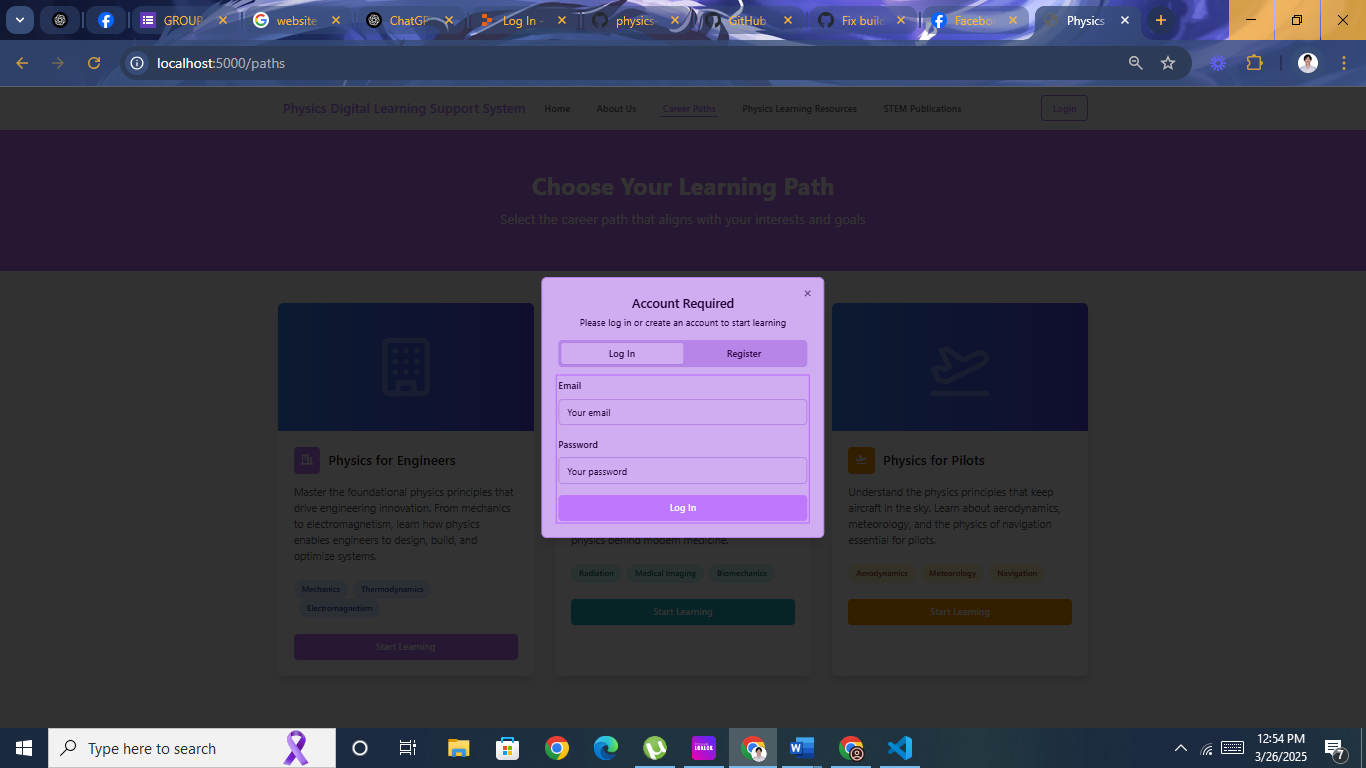 GROUP
website
ChatGP
Log In -
physics
GitHub
Fix buil
Facebo
Physics
localhost:5000/paths
Physics Digital Learning Support System
Home
About Us
Career Paths
Physics Learning Resources
STEM Publications
Login
Choose Your Learning Path
Select the career path that aligns with your interests and goals
Account Required
Please log in or create an account to start learning
Log In
Register
Email
Your email
Password
Your password
Log In
Physics for Engineers
Master the foundational physics principles that
drive engineering innovation. From mechanics
to electromagnetism, learn how physics
enables engineers to design, build, and
optimize systems.
Mechanics
Thermodynamics
Electromagnetism
Start Learning
physics behind modern medicine.
Radiation
Medical Imaging
Biomechanics
Start Learning
Physics for Pilots
Understand the physics principles that keep
aircraft in the sky. Learn about aerodynamics,
meteorology, and the physics of navigation
essential for pilots.
Aerodynamics
Meteorology
Navigation
Start Learning
Type here to search
12:54 PM
3/26/2025
7